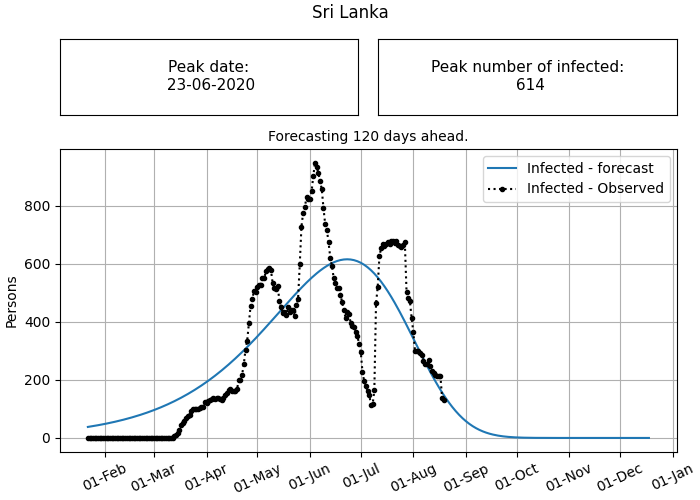 Sri Lanka
Peak date:
23-06-2020
Peak number of infected:
614
Forecasting 120 days ahead.
Infected - forecast
Infected - Observed
Persons
800
600
400
200
0
01-Feb
01-Mar
01-Apr
01-May
01-Jun
01-Jul
01-Aug
01-Sep
01-Oct
01-Nov
01-Dec
01-Jan